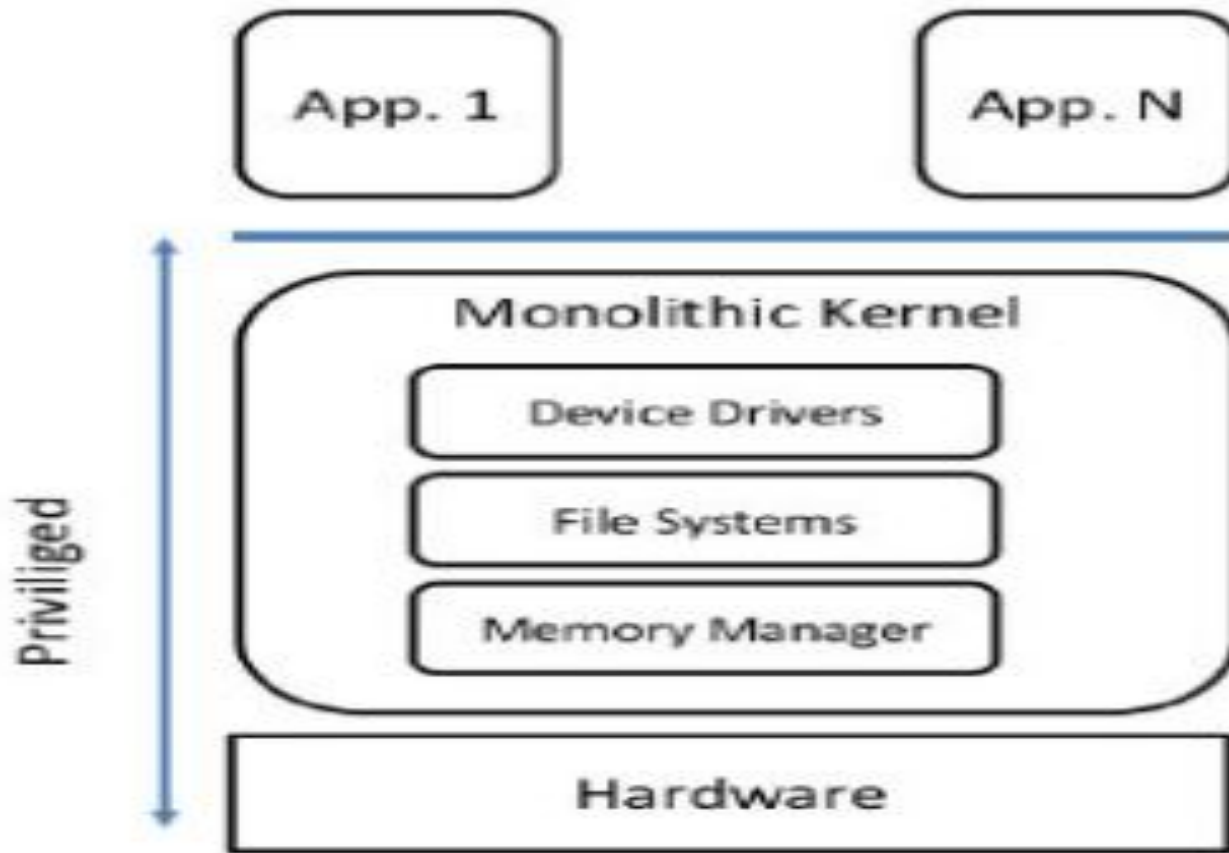 App. 1
App. N
Monolithic Kernel
Device Drivers
File Systems
Memory Manager
Priviliged
Hardware